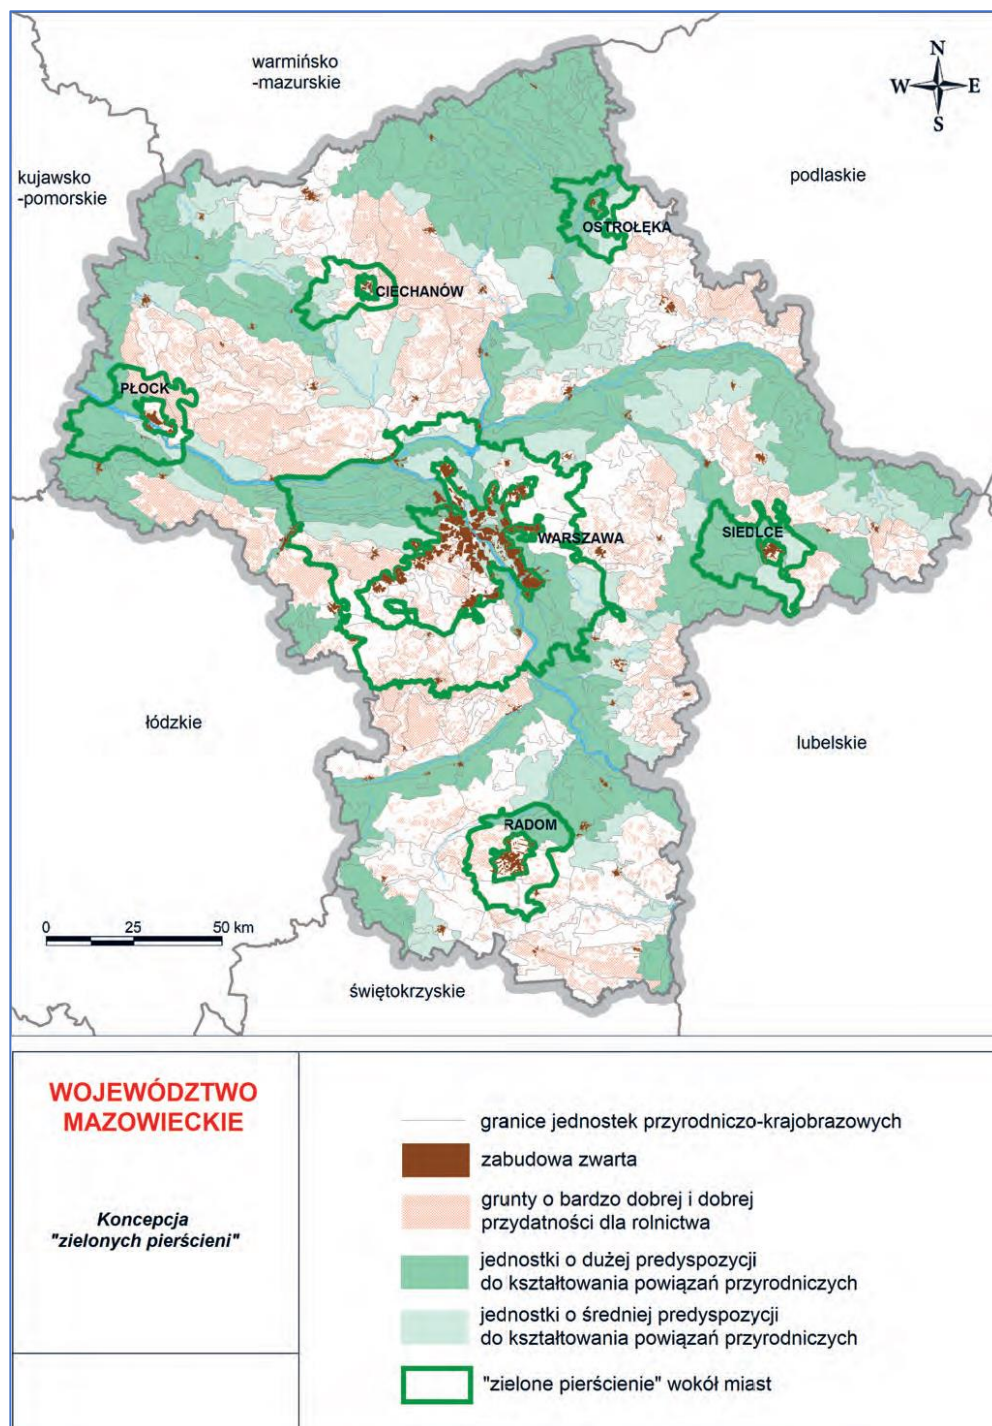 warmińsko
-mazurskie
N
W
E
S
kujawsko
-pomorskie
podlaskie
OSTROŁĘKA
CIECHANÓW
PŁOCK
WARSZAWA
SIEDLCE
łódzkie
lubelskie
RADOM
0
25
50 km
świętokrzyskie
WOJEWÓDZTWO
MAZOWIECKIE
Koncepcja
"zielonych pierścieni"
granice jednostek przyrodniczo-krajobrazowych
zabudowa zwarta
grunty o bardzo dobrej i dobrej
przydatności dla rolnictwa
jednostki o dużej predyspozycji
do kształtowania powiązań przyrodniczych
jednostki o średniej predyspozycji
do kształtowania powiązań przyrodniczych
"zielone pierścienie" wokół miast